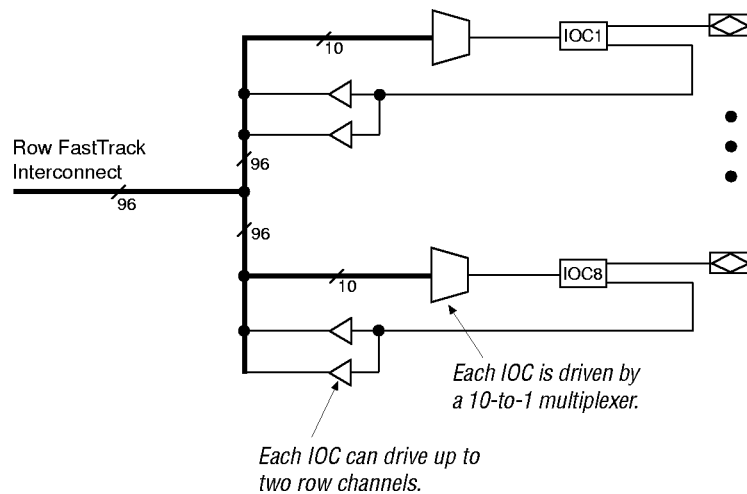 10
IOC1
Row FastTrack
Interconnect
96
96
96
10
IOC8
Each IOC is driven by
a 10-to-1 multiplexer.
Each IOC can drive up to
two row channels.